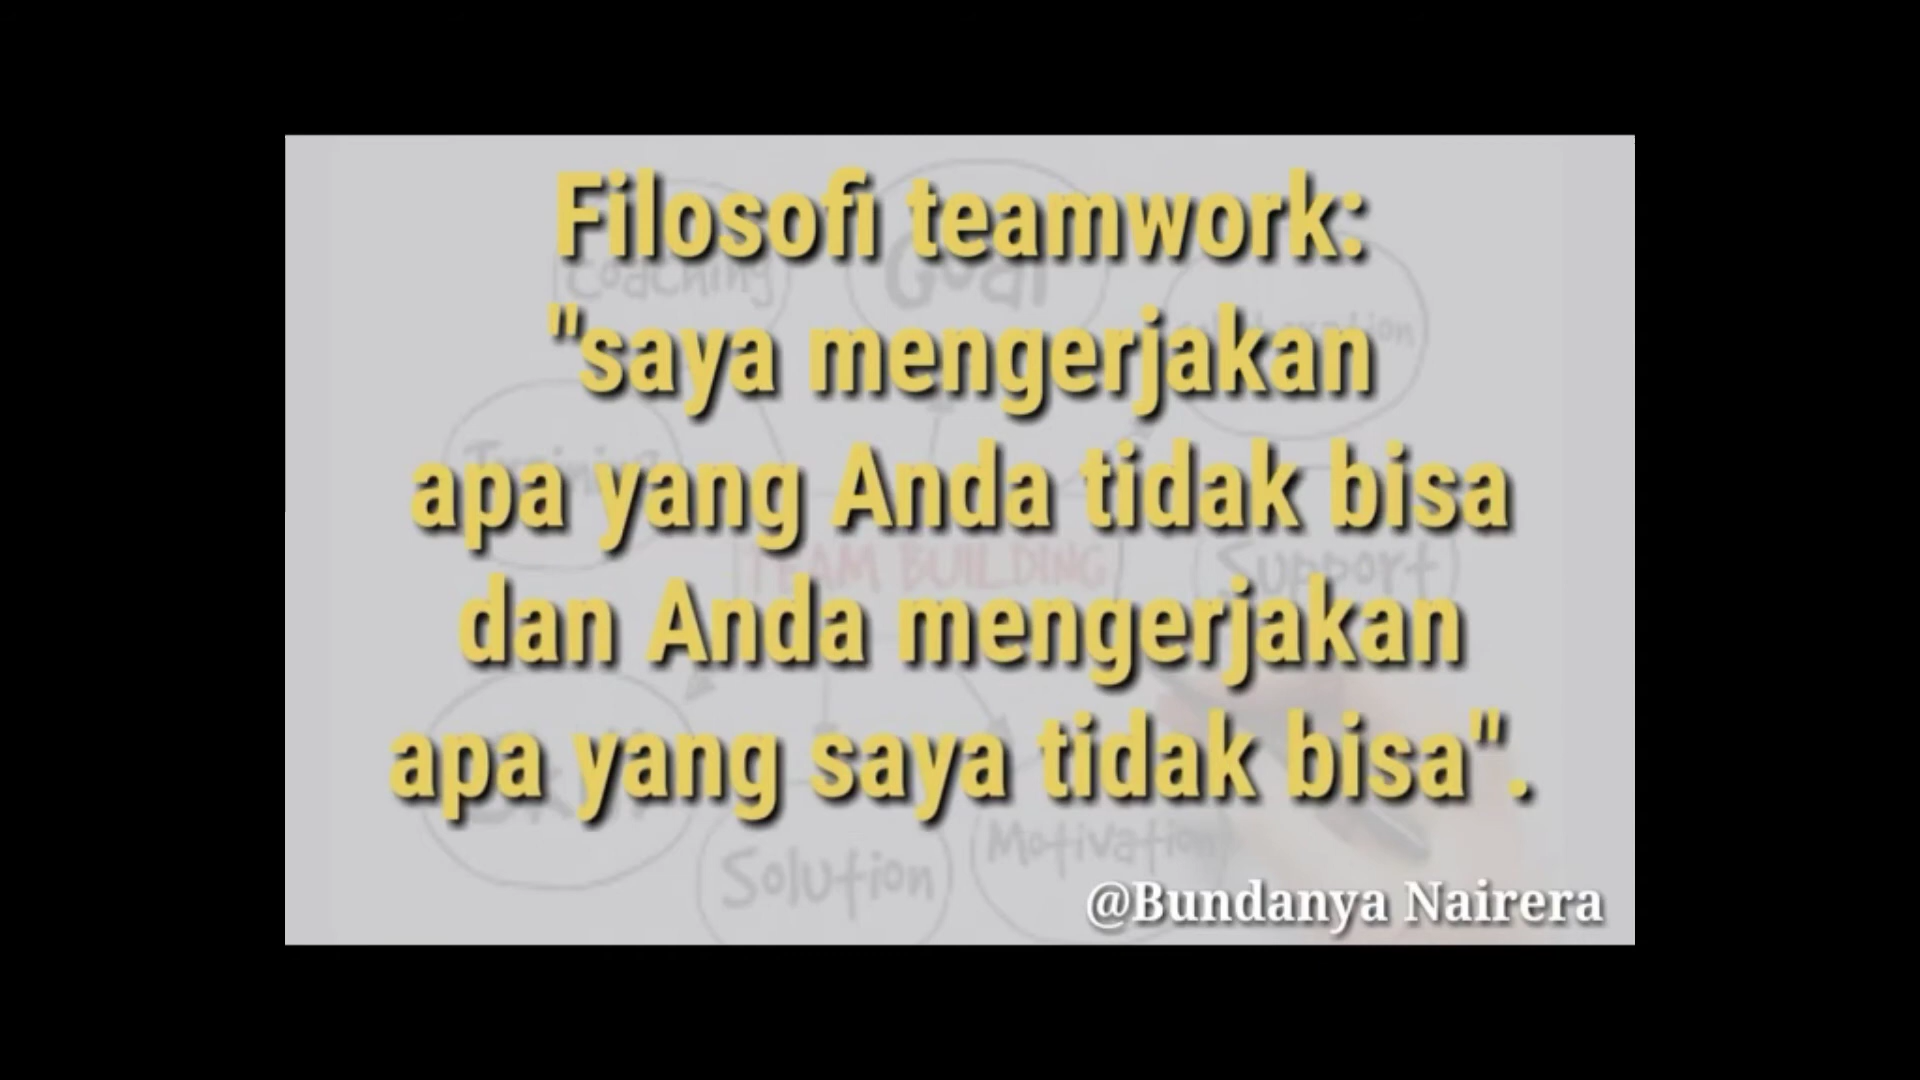 Filosofi teamwork:
"saya mengerjakan
apa yang Anda tidak bisa
dan Anda mengerjakan
apa yang saya tidak bisa".
Coaching
Goal
Training
TEAM BUILDING
Support
Solution
Motivation
@Bundanya Nairera